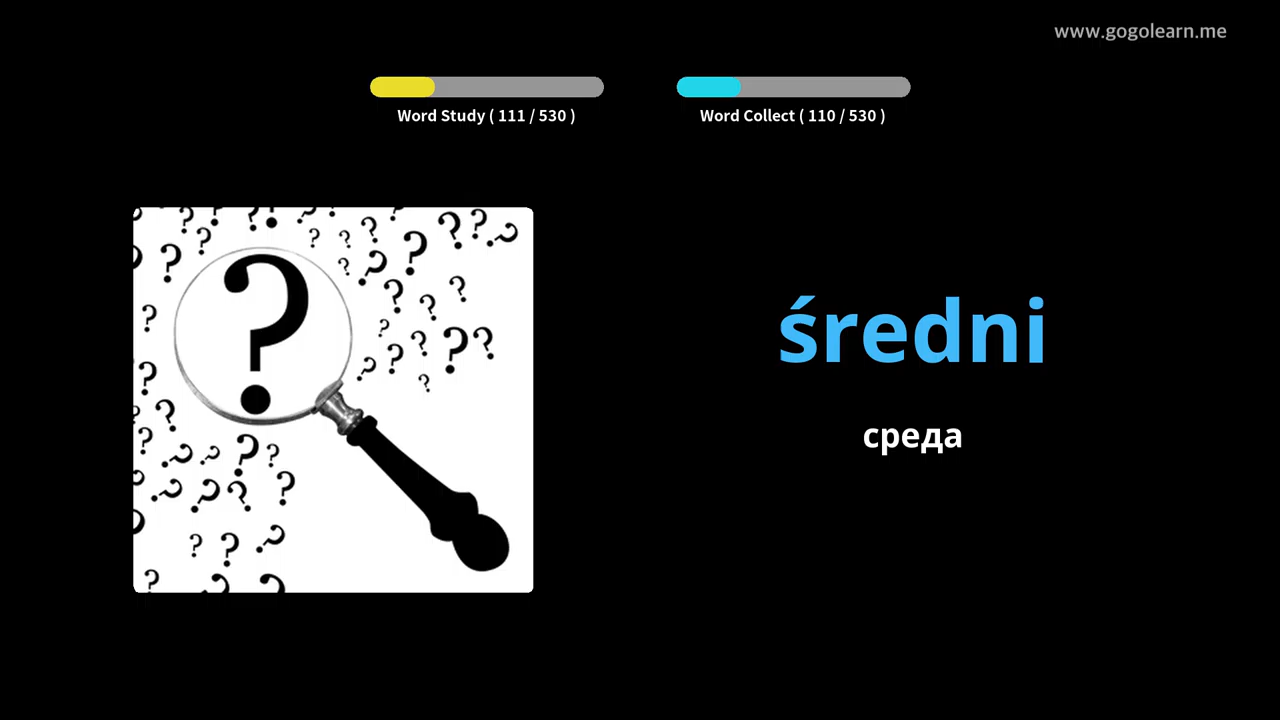 www.gogolearn.me
Word Study ( 111 / 530 )
Word Collect ( 110 / 530 )
średni
среда